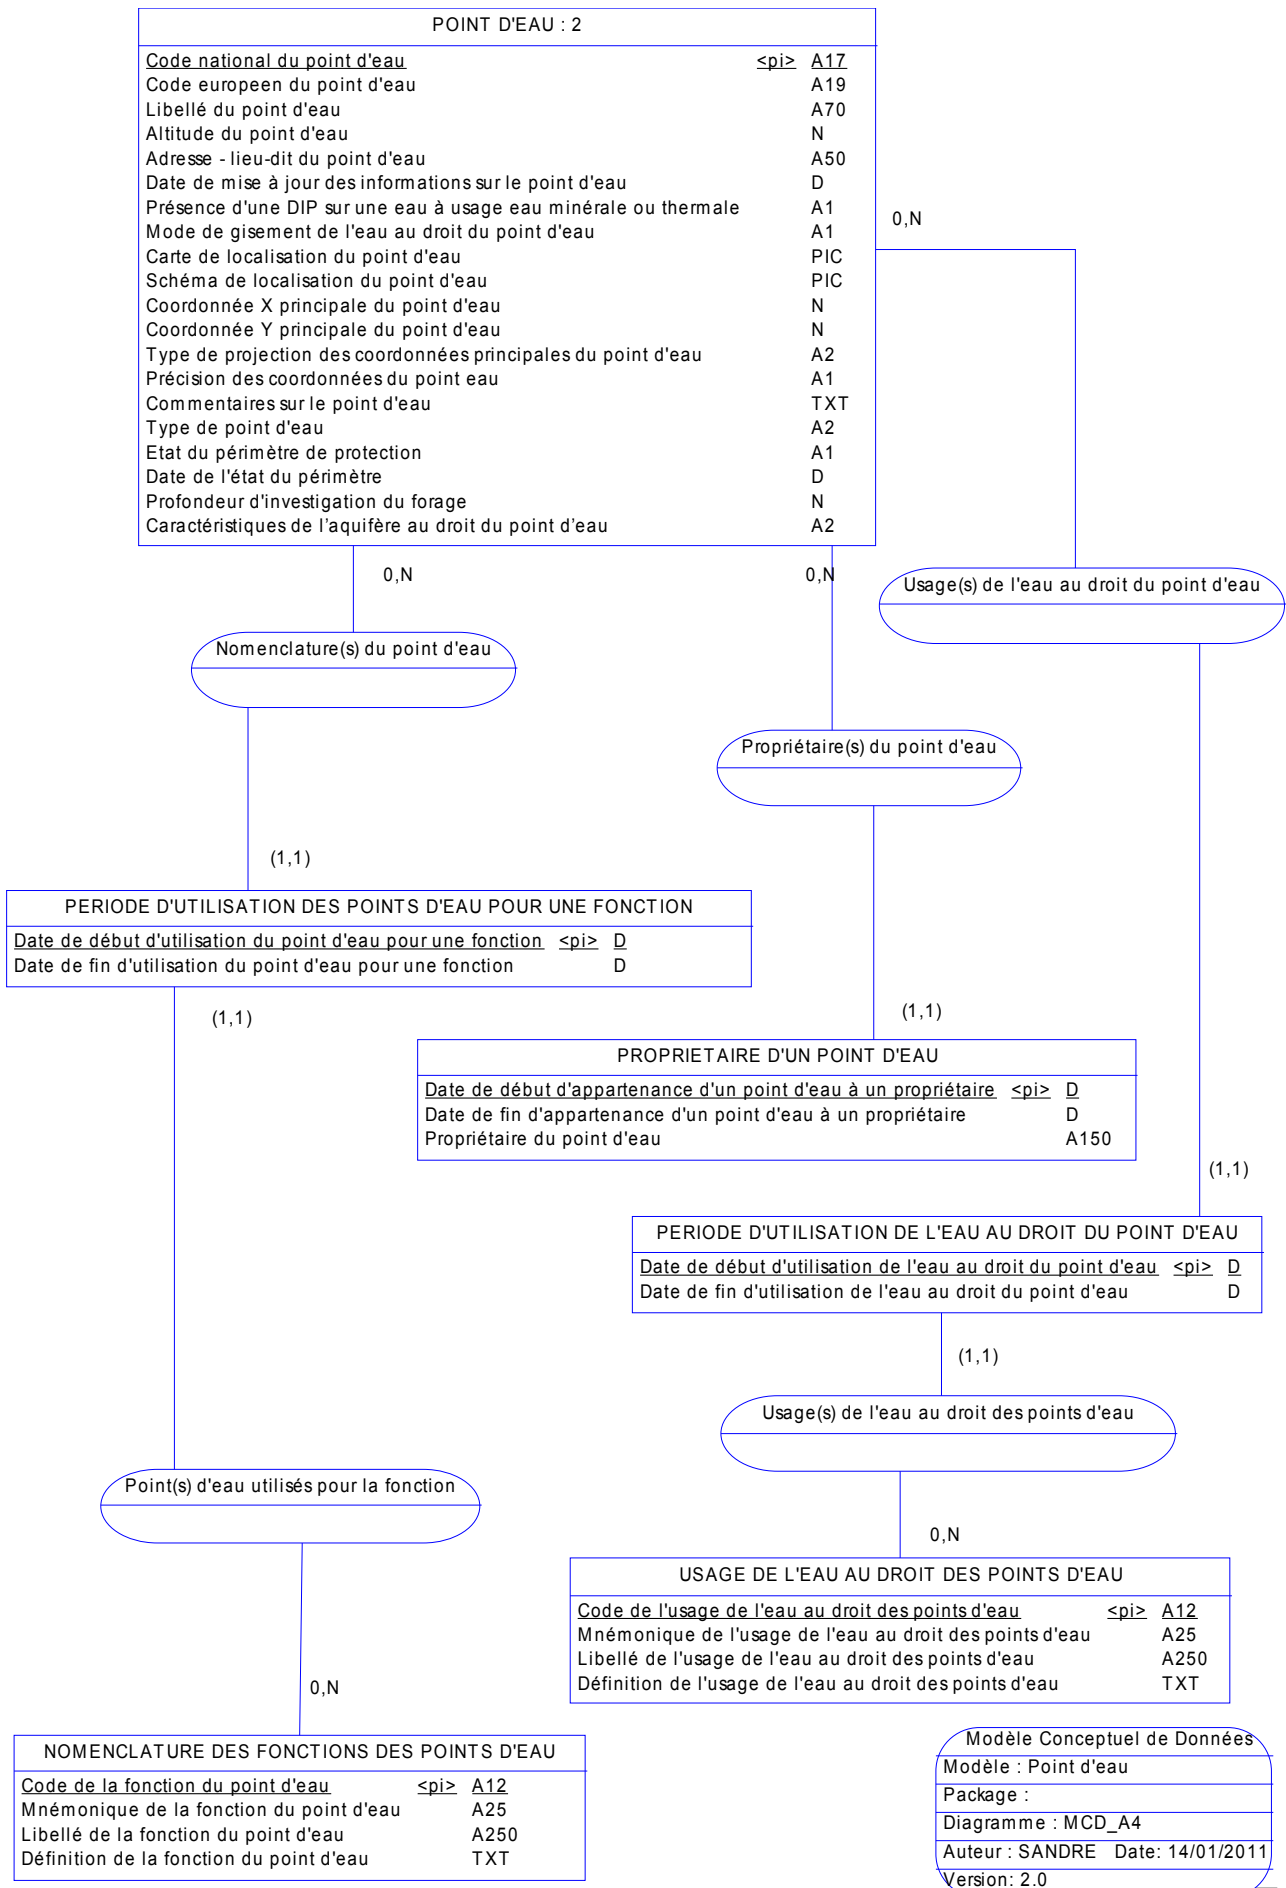 POINT D'EAU : 2
Code national du point d'eau <pi> A17
Code europeen du point d'eau A19
Libellé du point d'eau A70
Altitude du point d'eau N
Adresse - lieu-dit du point d'eau A50
Date de mise à jour des informations sur le point d'eau D
Présence d'une DIP sur une eau à usage eau minérale ou thermale A1
Mode de gisement de l'eau au droit du point d'eau A1
Carte de localisation du point d'eau PIC
Schéma de localisation du point d'eau PIC
Coordonnée X principale du point d'eau N
Coordonnée Y principale du point d'eau N
Type de projection des coordonnées principales du point d'eau A2
Précision des coordonnées du point eau A1
Commentaires sur le point d'eau TXT
Type de point d'eau A2
Etat du périmètre de protection A1
Date de l'état du périmètre D
Profondeur d'investigation du forage N
Caractéristiques de l’aquifère au droit du point d’eau A2
0,N
0,N
0,N
Usage(s) de l'eau au droit du point d'eau
Nomenclature(s) du point d'eau
Propriétaire(s) du point d'eau
(1,1)
PERIODE D'UTILISATION DES POINTS D'EAU POUR UNE FONCTION
Date de début d'utilisation du point d'eau pour une fonction <pi> D
Date de fin d'utilisation du point d'eau pour une fonction D
(1,1)
(1,1)
PROPRIETAIRE D'UN POINT D'EAU
Date de début d'appartenance d'un point d'eau à un propriétaire <pi> D
Date de fin d'appartenance d'un point d'eau à un propriétaire D
Propriétaire du point d'eau A150
(1,1)
PERIODE D'UTILISATION DE L'EAU AU DROIT DU POINT D'EAU
Date de début d'utilisation de l'eau au droit du point d'eau <pi> D
Date de fin d'utilisation de l'eau au droit du point d'eau D
(1,1)
Usage(s) de l'eau au droit des points d'eau
Point(s) d'eau utilisés pour la fonction
0,N
USAGE DE L'EAU AU DROIT DES POINTS D'EAU
Code de l'usage de l'eau au droit des points d'eau <pi> A12
Mnémonique de l'usage de l'eau au droit des points d'eau A25
Libellé de l'usage de l'eau au droit des points d'eau A250
Définition de l'usage de l'eau au droit des points d'eau TXT
0,N
NOMENCLATURE DES FONCTIONS DES POINTS D'EAU
Code de la fonction du point d'eau <pi> A12
Mnémonique de la fonction du point d'eau A25
Libellé de la fonction du point d'eau A250
Définition de la fonction du point d'eau TXT
Modèle Conceptuel de Données
Modèle : Point d'eau
Package :
Diagramme : MCD_A4
Auteur : SANDRE Date: 14/01/2011
Version: 2.0